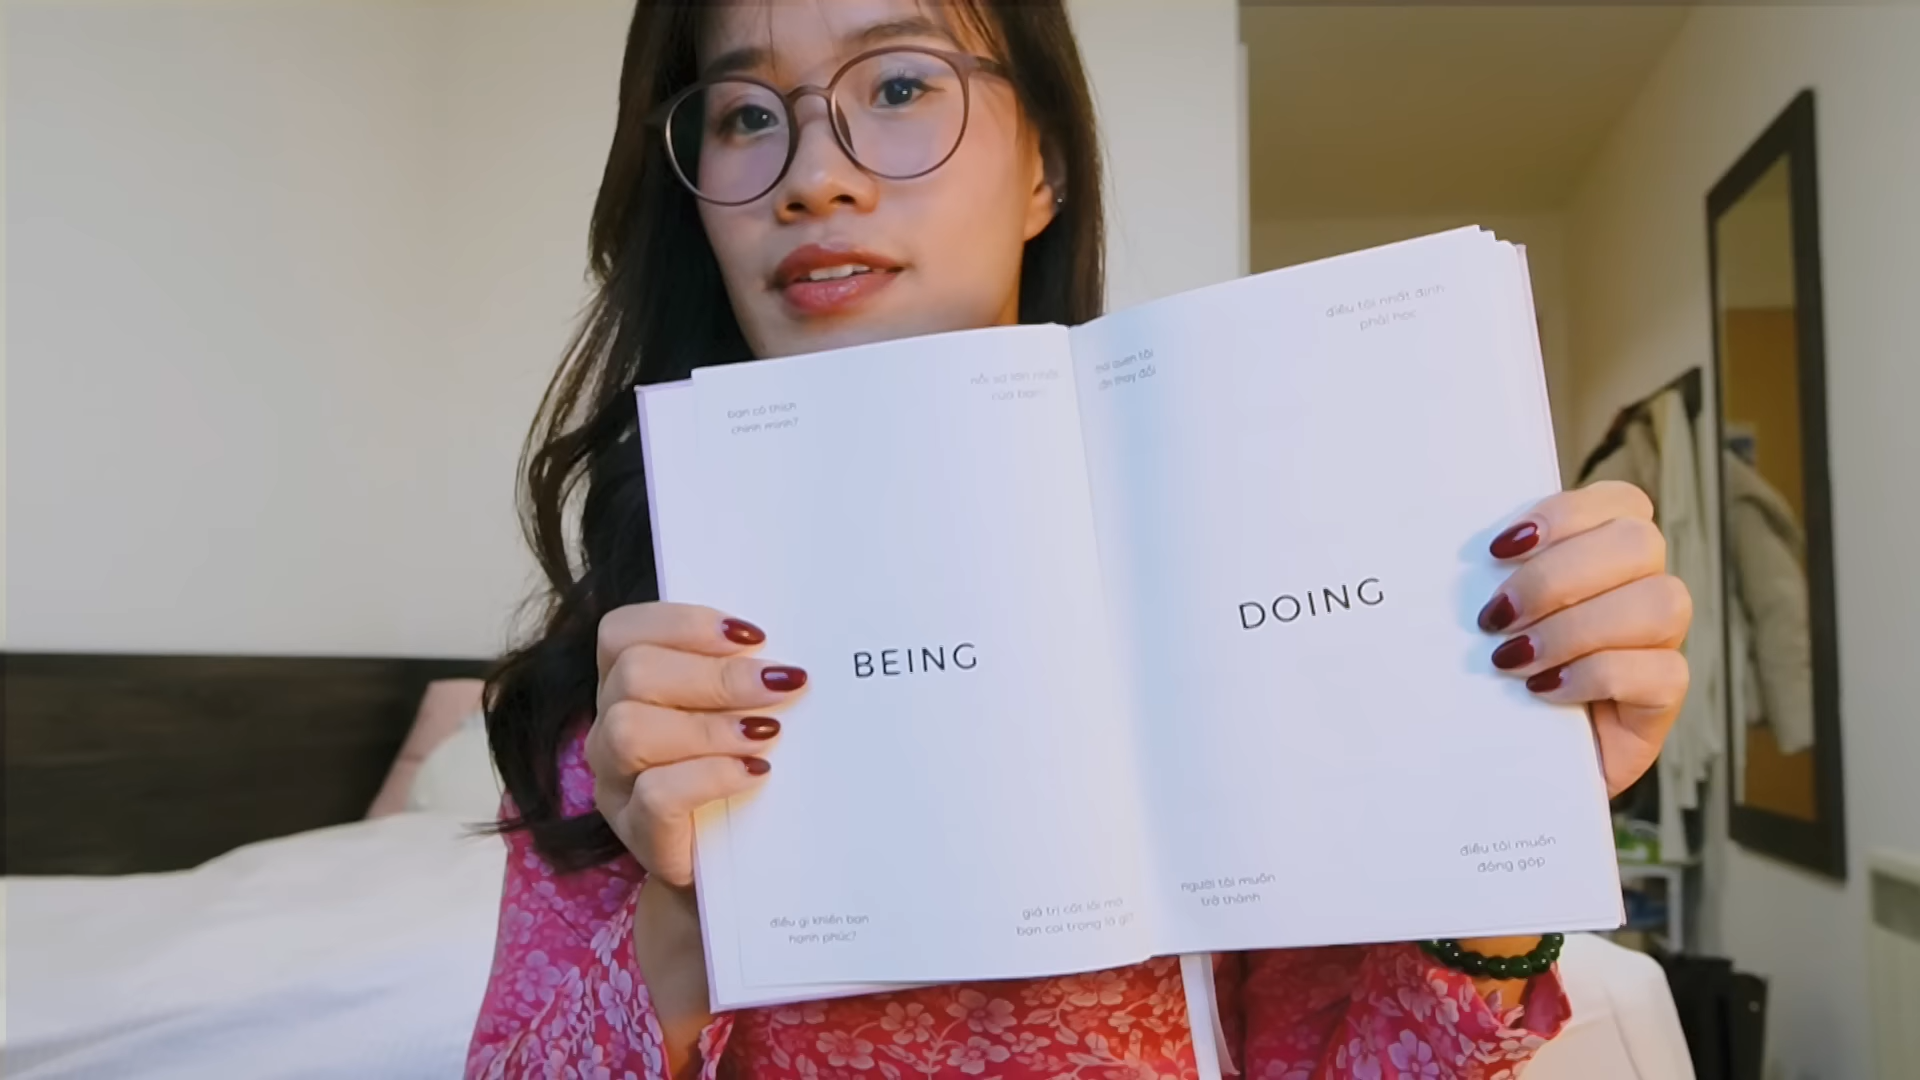 bạn có thích
chính mình?
nỗi sợ lớn nhất
của bạn?
BEING
điều gì khiến bạn
hạnh phúc?
giá trị cốt lõi mà
bạn coi trọng là gì?
điều tôi nhất định
phải học
thói quen tôi
cần thay đổi
DOING
người tôi muốn
trở thành
điều tôi muốn
đóng góp